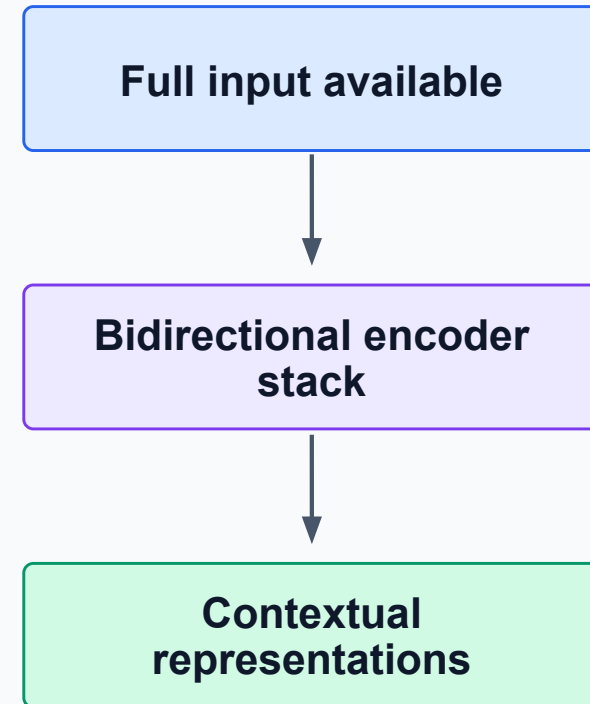 Full input available
Bidirectional encoder
stack
Contextual
representations